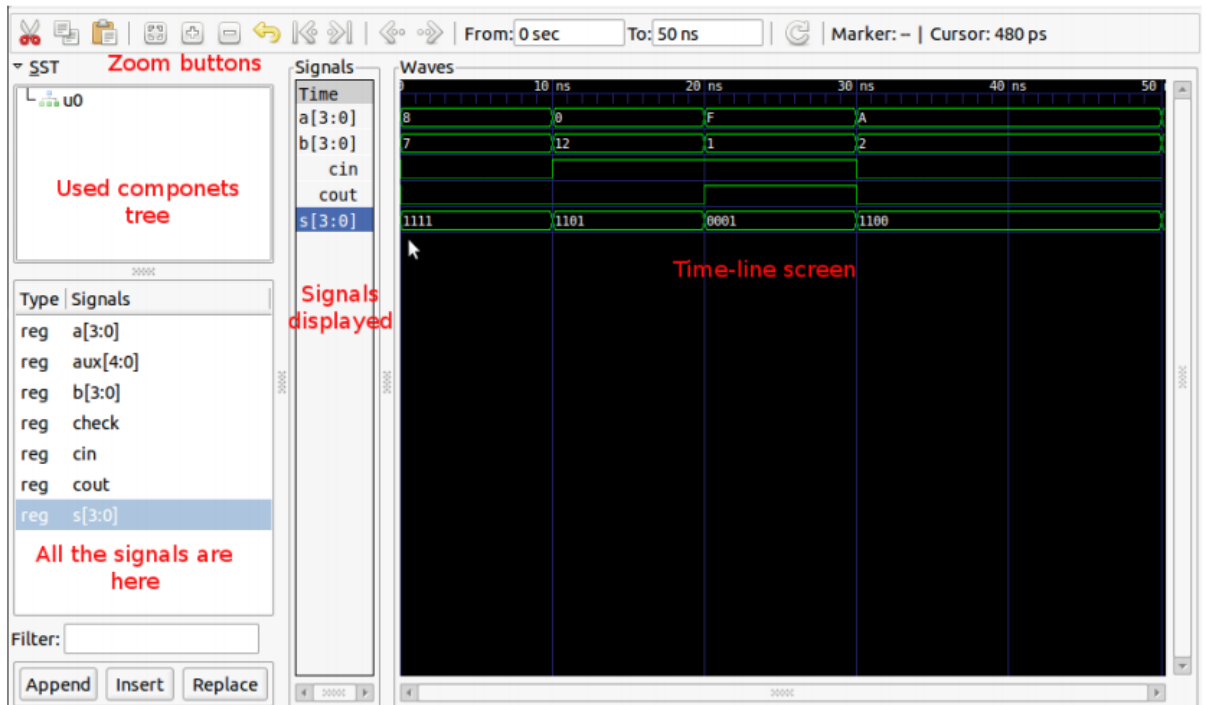 From: 0 sec To: 50 ns Marker: -- | Cursor: 480 ps
SST Zoom buttons
u0
Used componets
tree
Type Signals
reg a[3:0]
reg aux[4:0]
reg b[3:0]
reg check
reg cin
reg cout
reg s[3:0]
All the signals are
here
Filter:
Append Insert Replace
Signals
Time
a[3:0]
b[3:0]
cin
cout
s[3:0]
Signals
displayed
Waves
10 ns 20 ns 30 ns 40 ns 50
8 0 F A
7 12 1 2
1111 1101 0001 1100
Time-line screen